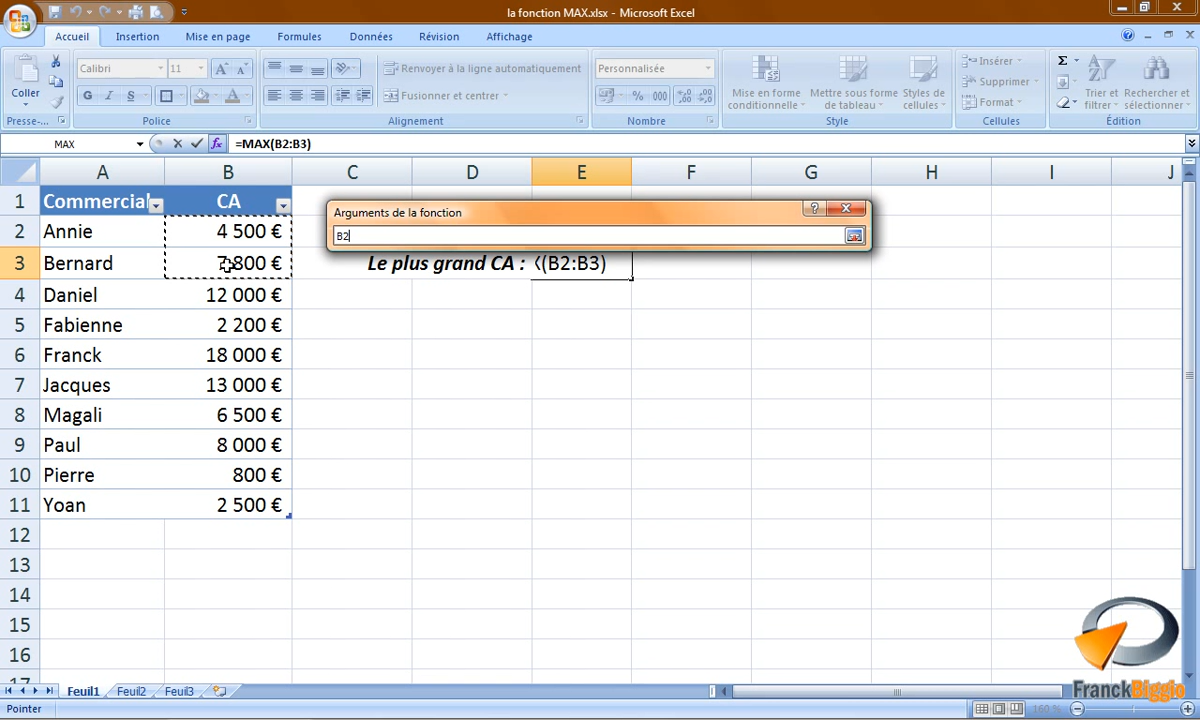 la fonction MAX.xlsx - Microsoft Excel
Accueil Insertion Mise en page Formules Données Révision Affichage
Coller
Presse-...
Calibri 11
G I S
Police
Renvoyer à la ligne automatiquement
Fusionner et centrer
Alignement
Personnalisée
% 000
Nombre
Mise en forme conditionnelle
Mettre sous forme de tableau
Styles de cellules
Style
Insérer
Supprimer
Format
Cellules
Σ
Trier et filtrer
Rechercher et sélectionner
Édition
MAX fx =MAX(B2:B3)
A B C D E F G H I J
1 Commercial CA
Arguments de la fonction
B2
2 Annie 4 500 €
3 Bernard 7 800 € Le plus grand CA : (B2:B3)
4 Daniel 12 000 €
5 Fabienne 2 200 €
6 Franck 18 000 €
7 Jacques 13 000 €
8 Magali 6 500 €
9 Paul 8 000 €
10 Pierre 800 €
11 Yoan 2 500 €
12
13
14
15
16
FranckBiggio
Feuil1 Feuil2 Feuil3
Pointer 160 %